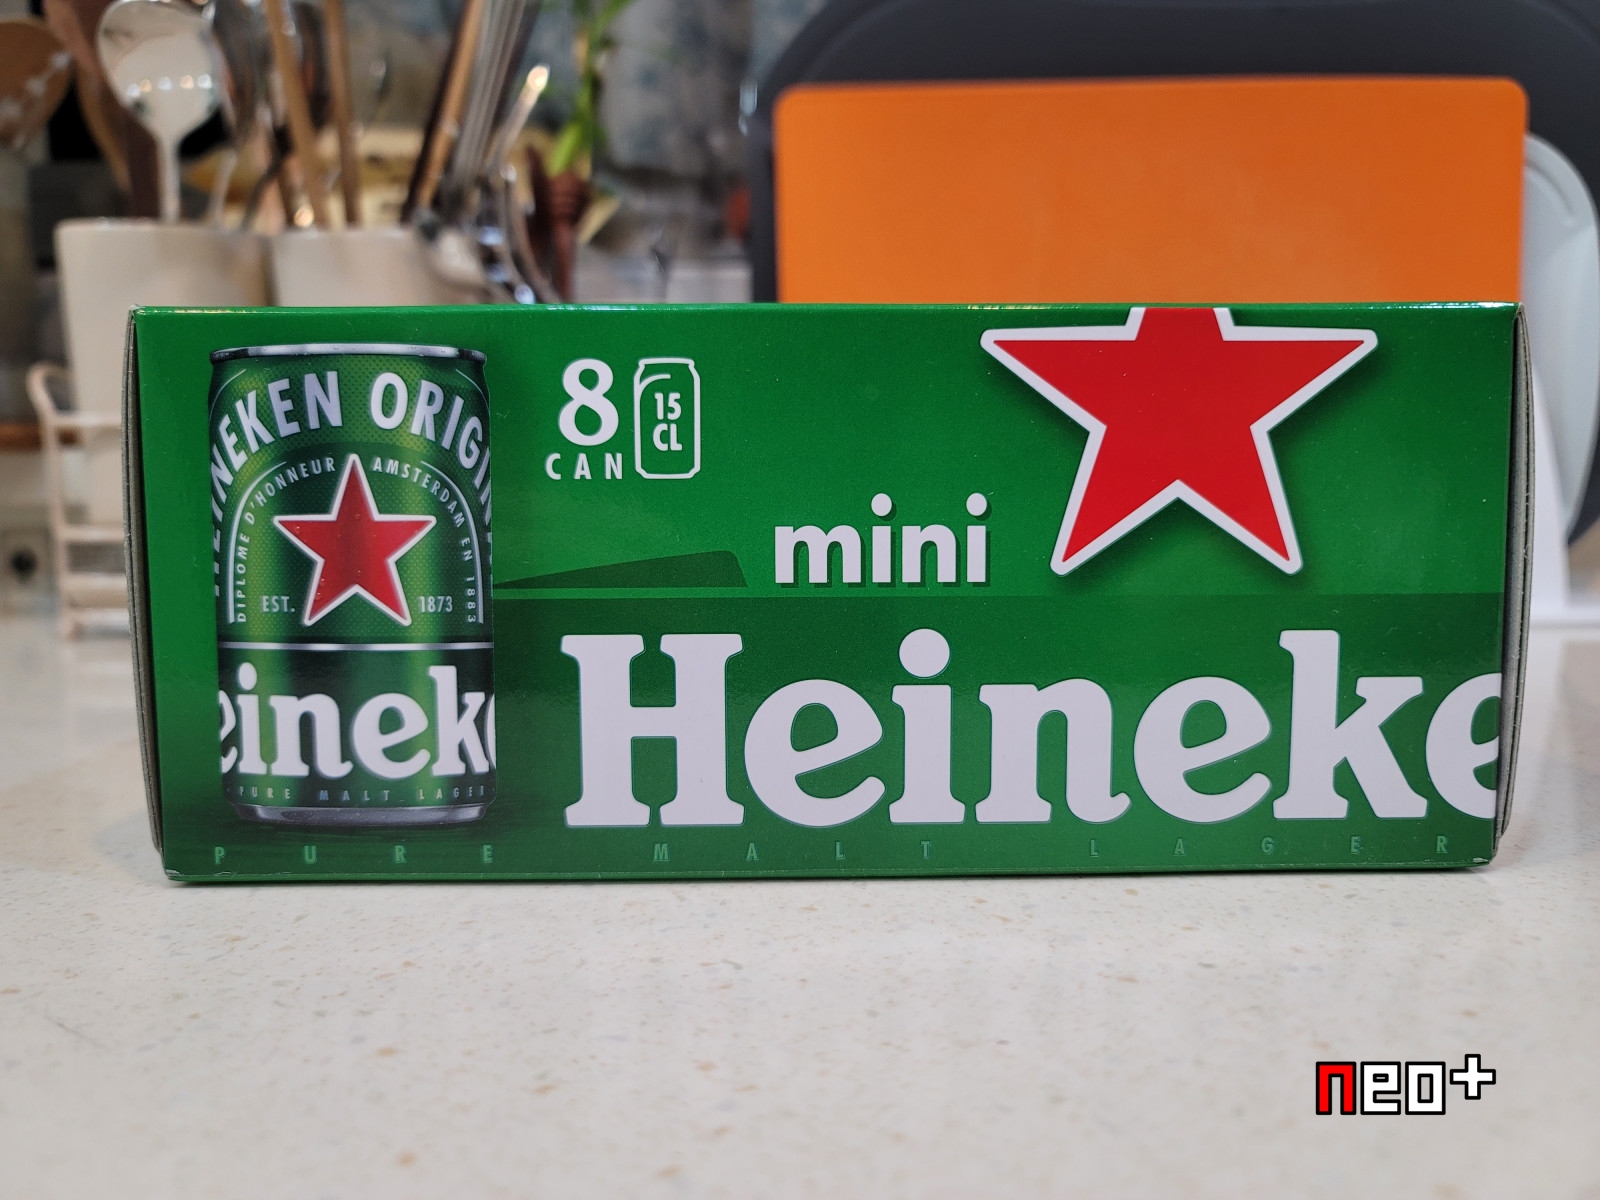 HEINEKEN ORIGIN
DIPLOME D'HONNEUR AMSTERDAM EN 1883
EST. 1873
eineke
PURE MALT LAGER
8
CAN
15
CL
mini
Heineke
PURE MALT LAGER
neo+